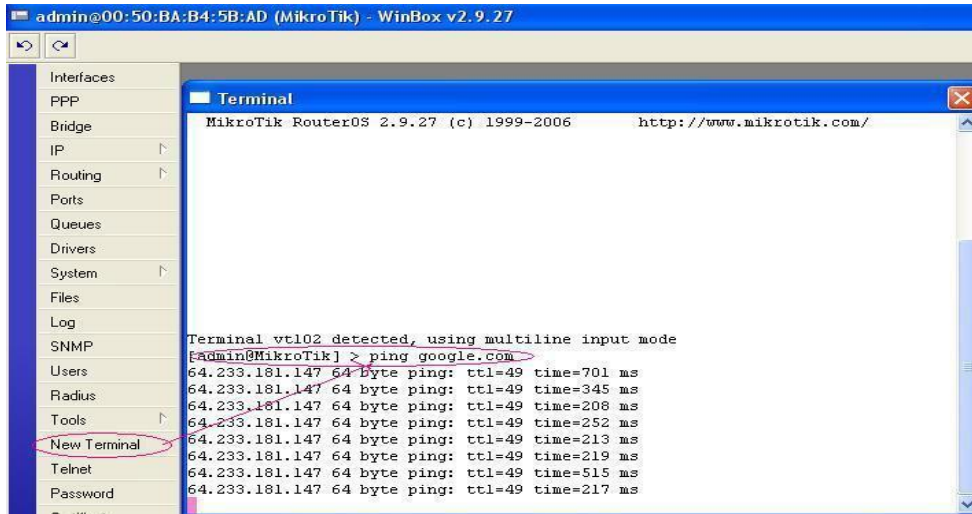 admin@00:50:BA:B4:5B:AD (MikroTik) - WinBox v2.9.27
Interfaces
PPP
Bridge
IP
Routing
Ports
Queues
Drivers
System
Files
Log
SNMP
Users
Radius
Tools
New Terminal
Telnet
Password
Terminal
MikroTik RouterOS 2.9.27 (c) 1999-2006 http://www.mikrotik.com/
Terminal vt102 detected, using multiline input mode
[admin@MikroTik] > ping google.com
64.233.181.147 64 byte ping: ttl=49 time=701 ms
64.233.181.147 64 byte ping: ttl=49 time=345 ms
64.233.181.147 64 byte ping: ttl=49 time=208 ms
64.233.181.147 64 byte ping: ttl=49 time=252 ms
64.233.181.147 64 byte ping: ttl=49 time=213 ms
64.233.181.147 64 byte ping: ttl=49 time=219 ms
64.233.181.147 64 byte ping: ttl=49 time=515 ms
64.233.181.147 64 byte ping: ttl=49 time=217 ms